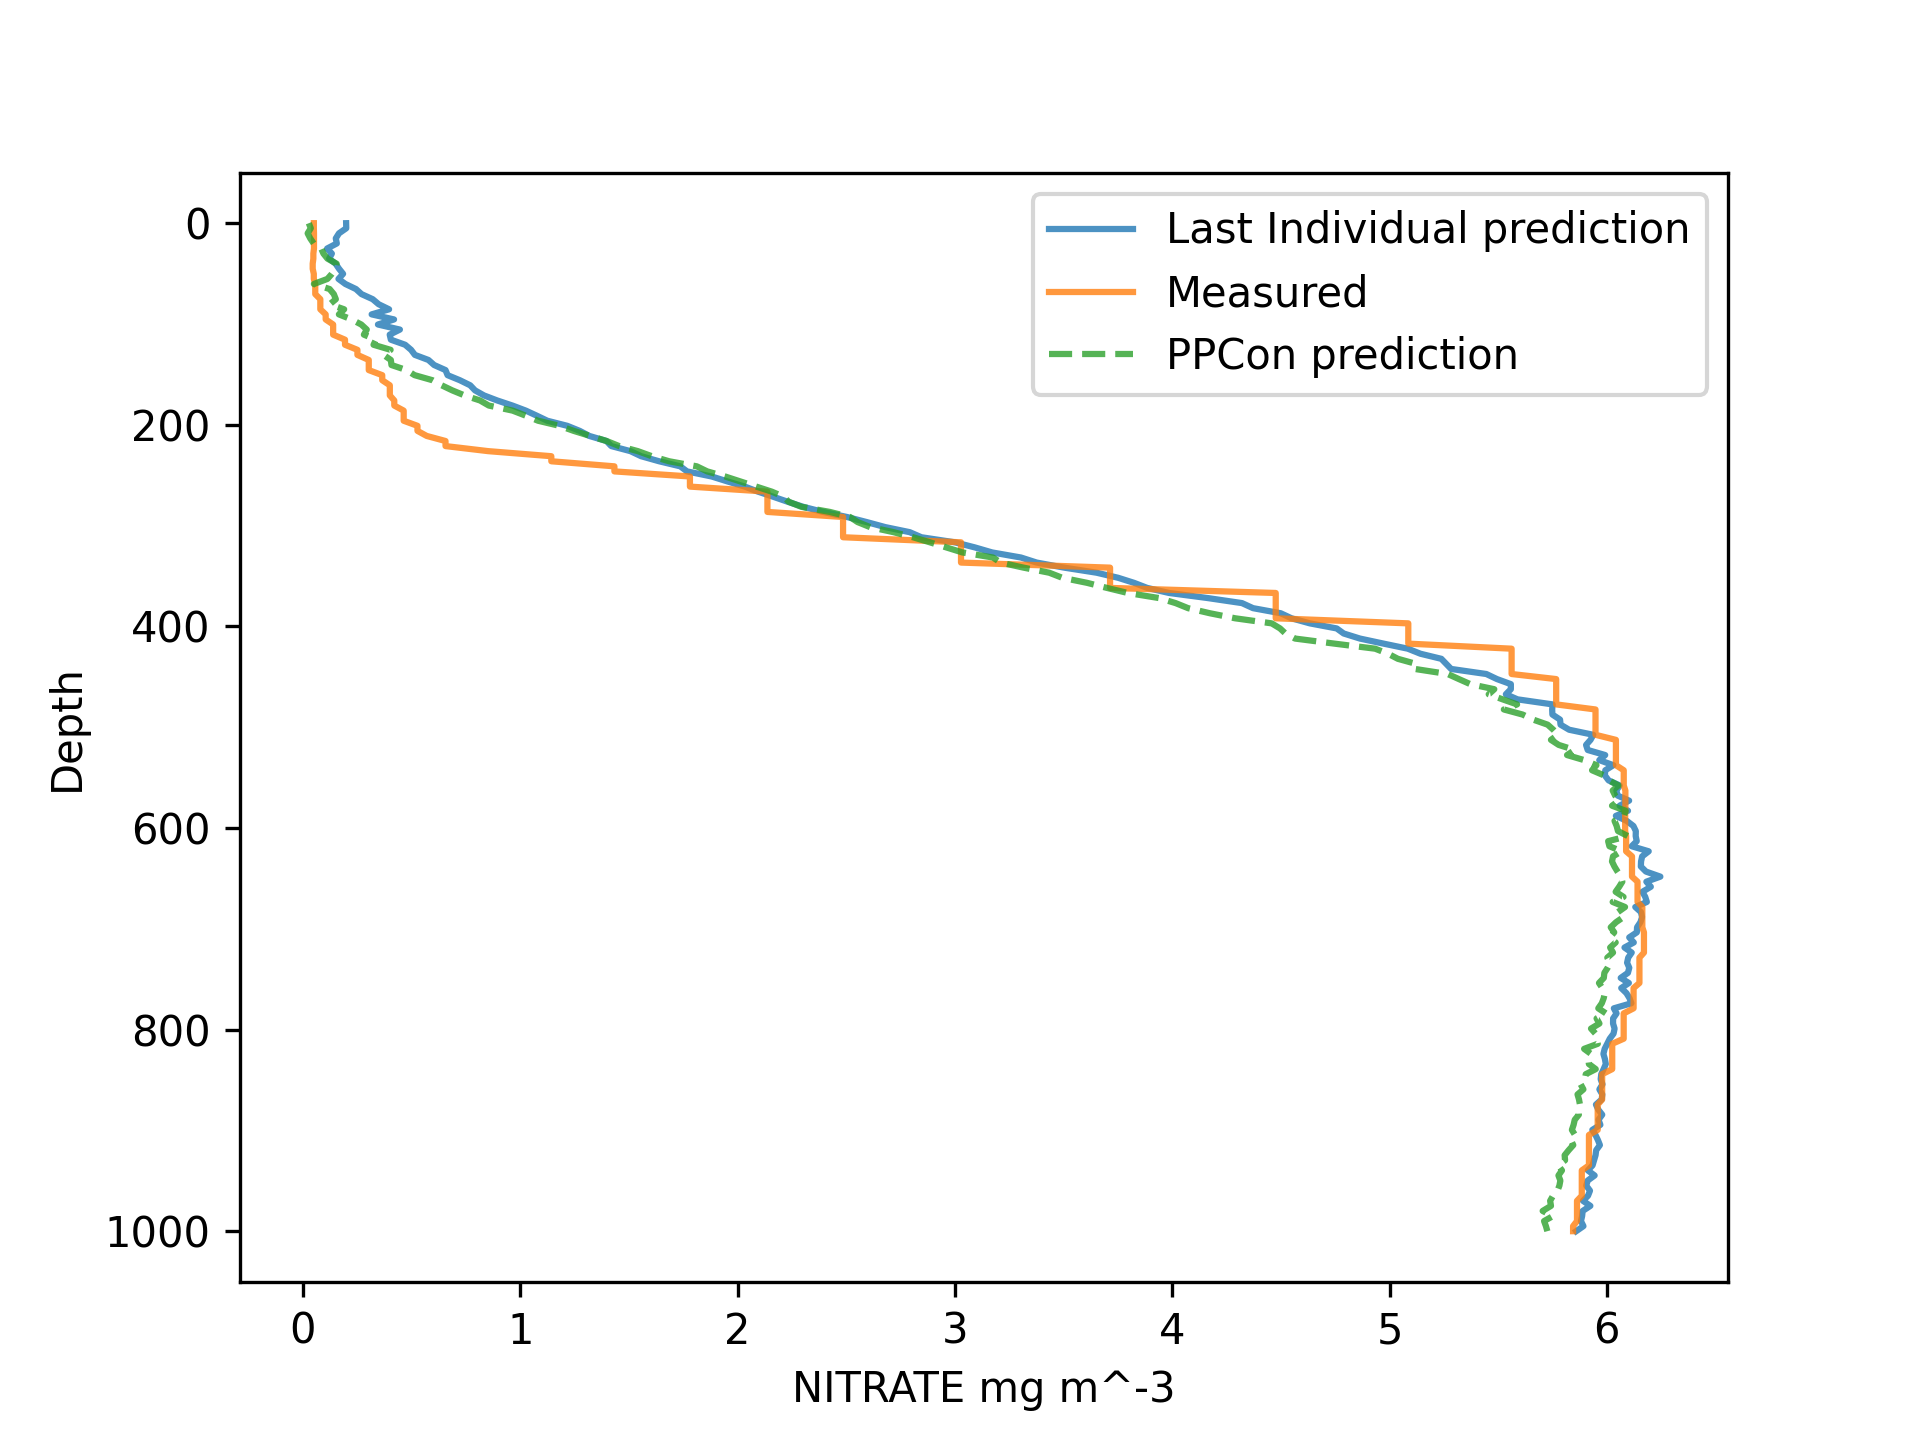 Last Individual prediction
Measured
PPCon prediction
0
200
400
600
800
1000
Depth
0 1 2 3 4 5 6
NITRATE mg m^-3